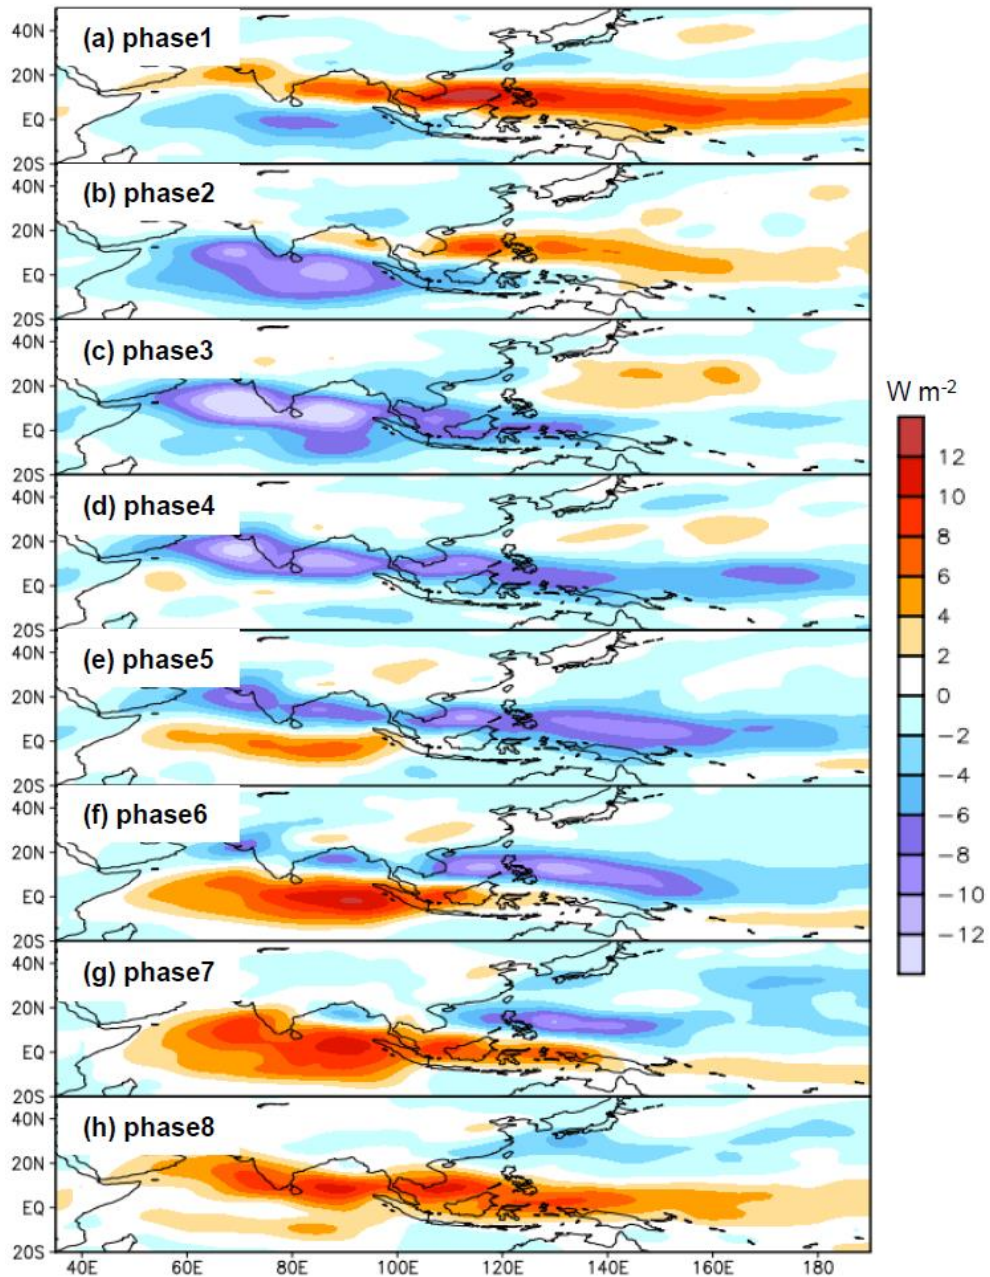 (a) phase1
40N
20N
EQ
20S
(b) phase2
40N
20N
EQ
20S
(c) phase3
40N
20N
EQ
20S
(d) phase4
40N
20N
EQ
20S
(e) phase5
40N
20N
EQ
20S
(f) phase6
40N
20N
EQ
20S
(g) phase7
40N
20N
EQ
20S
(h) phase8
40N
20N
EQ
20S
40E 60E 80E 100E 120E 140E 160E 180
W m-2
12
10
8
6
4
2
0
−2
−4
−6
−8
−10
−12